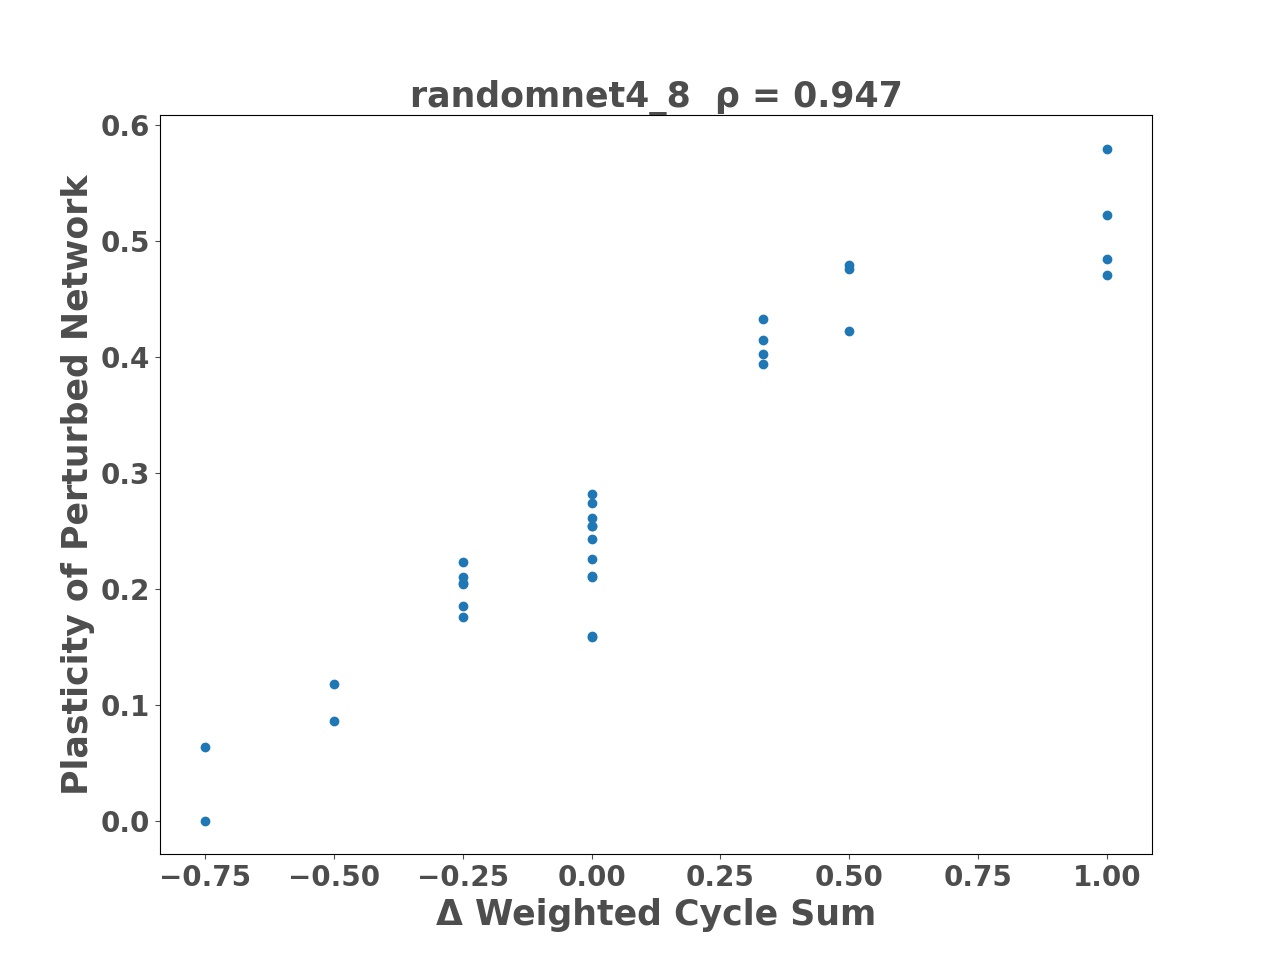 randomnet4_8 ρ = 0.947
Plasticity of Perturbed Network
0.6
0.5
0.4
0.3
0.2
0.1
0.0
−0.75 −0.50 −0.25 0.00 0.25 0.50 0.75 1.00
Δ Weighted Cycle Sum